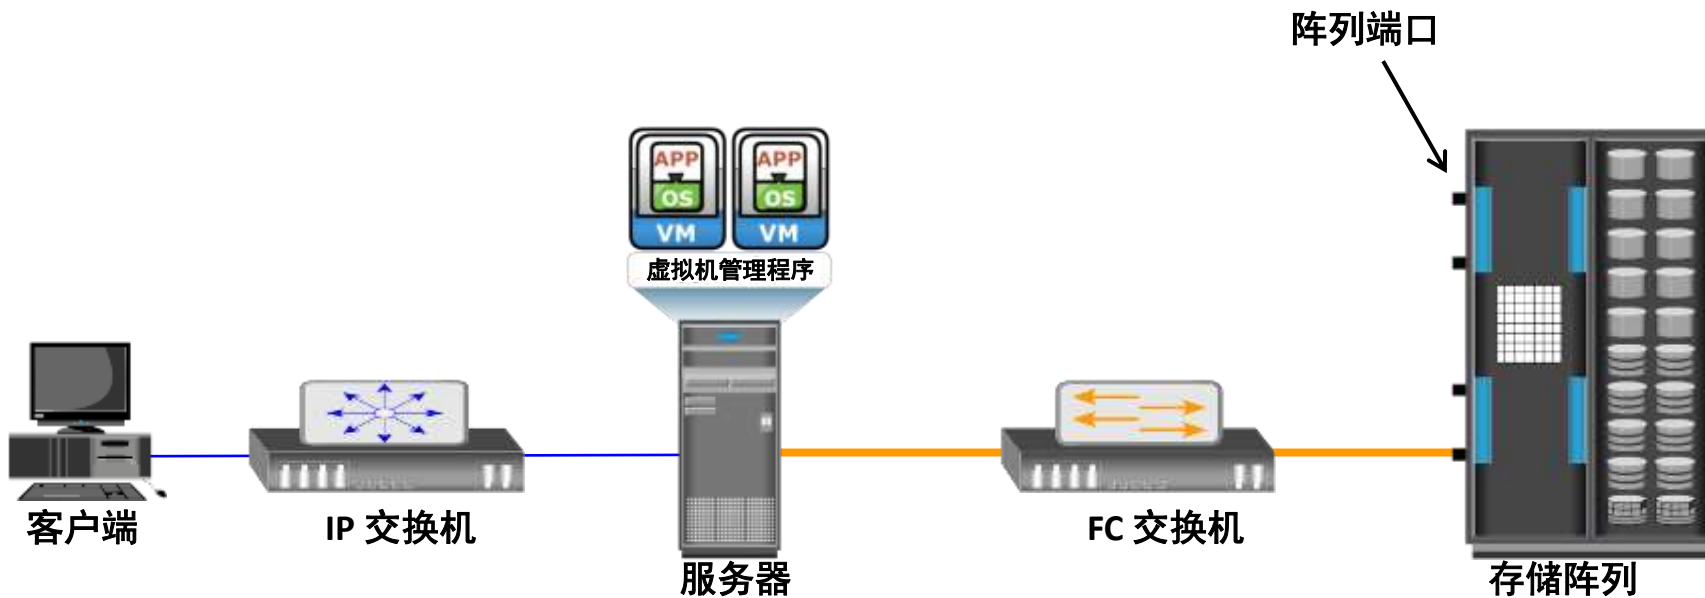 阵列端口
APP APP
OS OS
VM VM
虚拟机管理程序
客户端
IP 交换机
服务器
FC 交换机
存储阵列